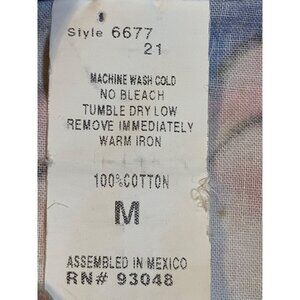 Style 6677
21
MACHINE WASH COLD
NO BLEACH
TUMBLE DRY LOW
REMOVE IMMEDIATELY
WARM IRON
100%COTTON
M
ASSEMBLED IN MEXICO
RN# 93048